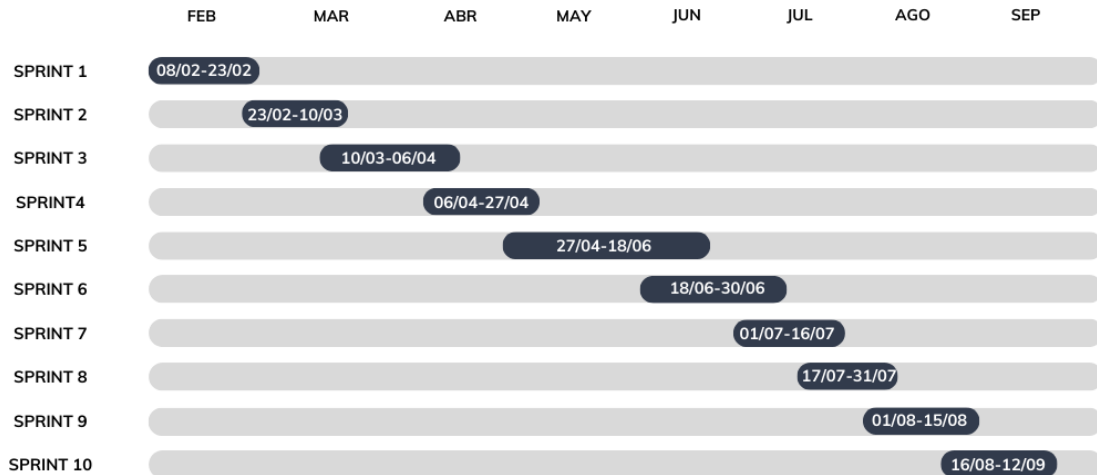 FEB MAR ABR MAY JUN JUL AGO SEP
SPRINT 1 08/02-23/02
SPRINT 2 23/02-10/03
SPRINT 3 10/03-06/04
SPRINT4 06/04-27/04
SPRINT 5 27/04-18/06
SPRINT 6 18/06-30/06
SPRINT 7 01/07-16/07
SPRINT 8 17/07-31/07
SPRINT 9 01/08-15/08
SPRINT 10 16/08-12/09